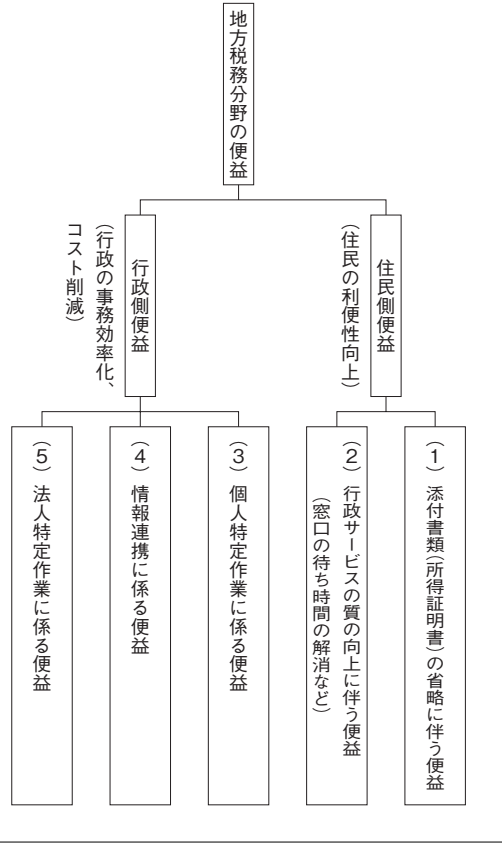 地方税務分野の便益
住民側便益
（住民の利便性向上）
（1）添付書類（所得証明書）の省略に伴う便益
（2）行政サービスの質の向上に伴う便益
（窓口の待ち時間の解消など）
行政側便益
（行政の事務効率化、
コスト削減）
（3）個人特定作業に係る便益
（4）情報連携に係る便益
（5）法人特定作業に係る便益